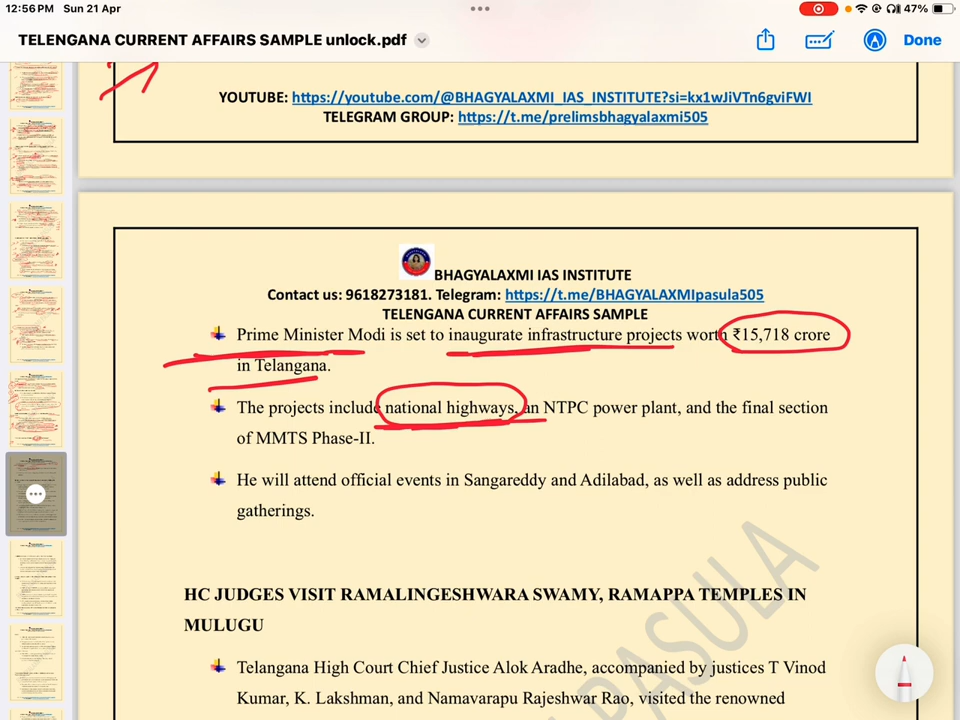 12:56 PM Sun 21 Apr
47%
TELENGANA CURRENT AFFAIRS SAMPLE unlock.pdf
Done
YOUTUBE: https://youtube.com/@BHAGYALAXMI_IAS_INSTITUTE?si=kx1wJiVTn6gviFWI
TELEGRAM GROUP: https://t.me/prelimsbhagyalaxmi505
BHAGYALAXMI IAS INSTITUTE
Contact us: 9618273181. Telegram: https://t.me/BHAGYALAXMIpasula505
TELENGANA CURRENT AFFAIRS SAMPLE
Prime Minister Modi is set to inaugurate infrastructure projects worth ₹15,718 crore
in Telangana.
The projects include national highways, an NTPC power plant, and the final section
of MMTS Phase-II.
He will attend official events in Sangareddy and Adilabad, as well as address public
gatherings.
HC JUDGES VISIT RAMALINGESHWARA SWAMY, RAMAPPA TEMPLES IN
MULUGU
Telangana High Court Chief Justice Alok Aradhe, accompanied by justices T Vinod
Kumar, K. Lakshman, and Namavarapu Rajeshwar Rao, visited the renowned
PASULA